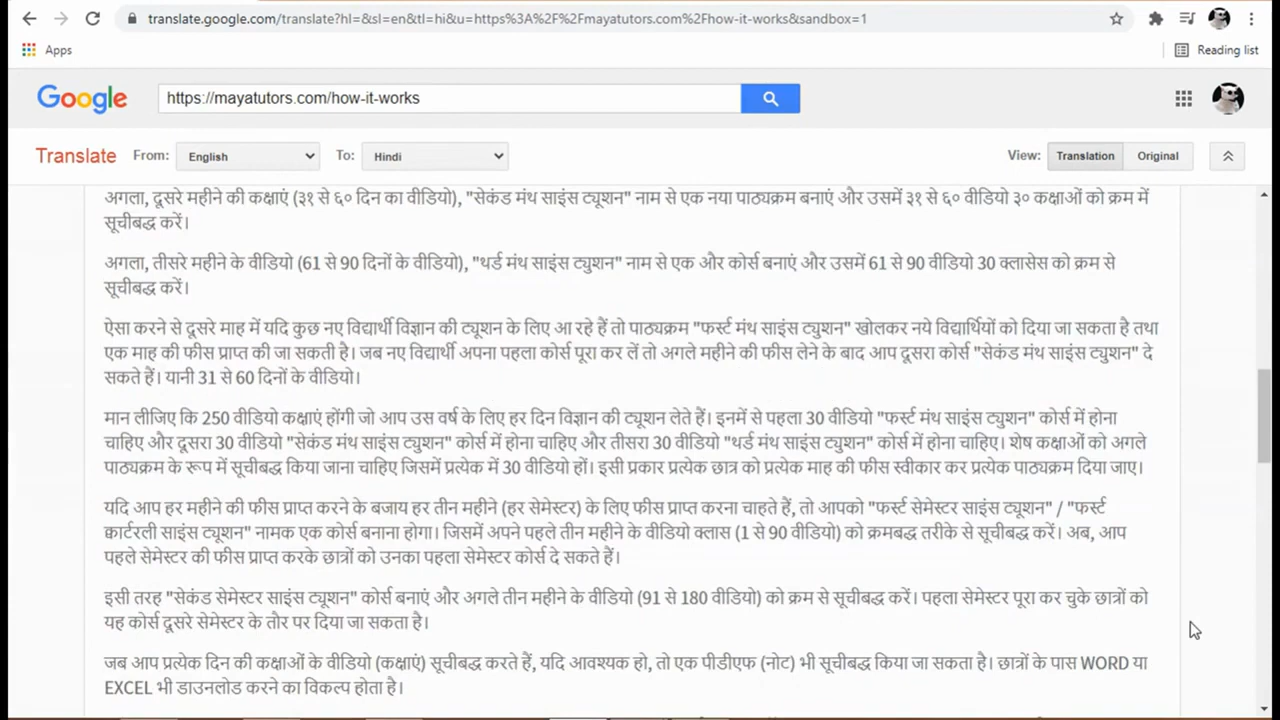 translate.google.com/translate?hl=&sl=en&tl=hi&u=https%3A%2F%2Fmayatutors.com%2Fhow-it-works&sandbox=1
Apps
Reading list
Google
https://mayatutors.com/how-it-works
Translate
From:
English
To:
Hindi
View:
Translation
Original
अगला, दूसरे महीने की कक्षाएं (३१ से ६० दिन का वीडियो), "सेकंड मंथ साइंस ट्यूशन" नाम से एक नया पाठ्यक्रम बनाएं और उसमें ३१ से ६० वीडियो ३० कक्षाओं को क्रम में
सूचीबद्ध करें।
अगला, तीसरे महीने के वीडियो (61 से 90 दिनों के वीडियो), "थर्ड मंथ साइंस ट्युशन" नाम से एक और कोर्स बनाएं और उसमें 61 से 90 वीडियो 30 क्लासेस को क्रम से
सूचीबद्ध करें।
ऐसा करने से दूसरे माह में यदि कुछ नए विद्यार्थी विज्ञान की ट्यूशन के लिए आ रहे हैं तो पाठ्यक्रम "फर्स्ट मंथ साइंस ट्युशन" खोलकर नये विद्यार्थियों को दिया जा सकता है तथा
एक माह की फीस प्राप्त की जा सकती है। जब नए विद्यार्थी अपना पहला कोर्स पूरा कर लें तो अगले महीने की फीस लेने के बाद आप दूसरा कोर्स "सेकंड मंथ साइंस ट्युशन" दे
सकते हैं। यानी 31 से 60 दिनों के वीडियो।
मान लीजिए कि 250 वीडियो कक्षाएं होंगी जो आप उस वर्ष के लिए हर दिन विज्ञान की ट्यूशन लेते हैं। इनमें से पहला 30 वीडियो "फर्स्ट मंथ साइंस ट्युशन" कोर्स में होना
चाहिए और दूसरा 30 वीडियो "सेकंड मंथ साइंस ट्युशन" कोर्स में होना चाहिए और तीसरा 30 वीडियो "थर्ड मंथ साइंस ट्युशन" कोर्स में होना चाहिए। शेष कक्षाओं को अगले
पाठ्यक्रम के रूप में सूचीबद्ध किया जाना चाहिए जिसमें प्रत्येक में 30 वीडियो हों। इसी प्रकार प्रत्येक छात्र को प्रत्येक माह की फीस स्वीकार कर प्रत्येक पाठ्यक्रम दिया जाए।
यदि आप हर महीने की फीस प्राप्त करने के बजाय हर तीन महीने (हर सेमेस्टर) के लिए फीस प्राप्त करना चाहते हैं, तो आपको "फर्स्ट सेमेस्टर साइंस ट्यूशन" / "फर्स्ट
क्वार्टरली साइंस ट्यूशन" नामक एक कोर्स बनाना होगा। जिसमें अपने पहले तीन महीने के वीडियो क्लास (1 से 90 वीडियो) को क्रमबद्ध तरीके से सूचीबद्ध करें। अब, आप
पहले सेमेस्टर की फीस प्राप्त करके छात्रों को उनका पहला सेमेस्टर कोर्स दे सकते हैं।
इसी तरह "सेकंड सेमेस्टर साइंस ट्यूशन" कोर्स बनाएं और अगले तीन महीने के वीडियो (91 से 180 वीडियो) को क्रम से सूचीबद्ध करें। पहला सेमेस्टर पूरा कर चुके छात्रों को
यह कोर्स दूसरे सेमेस्टर के तौर पर दिया जा सकता है।
जब आप प्रत्येक दिन की कक्षाओं के वीडियो (कक्षाएं) सूचीबद्ध करते हैं, यदि आवश्यक हो, तो एक पीडीएफ (नोट) भी सूचीबद्ध किया जा सकता है। छात्रों के पास WORD या
EXCEL भी डाउनलोड करने का विकल्प होता है।